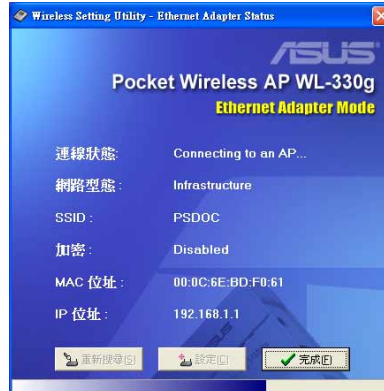 Wireless Setting Utility - Ethernet Adapter Status
ASUS
Pocket Wireless AP WL-330g
Ethernet Adapter Mode
連線狀態: Connecting to an AP...
網路型態 : Infrastructure
SSID : PSDOC
加密 : Disabled
MAC 位址 : 00:0C:6E:BD:F0:61
IP 位址 : 192.168.1.1
重新搜尋(S) 設定(C) 完成(F)